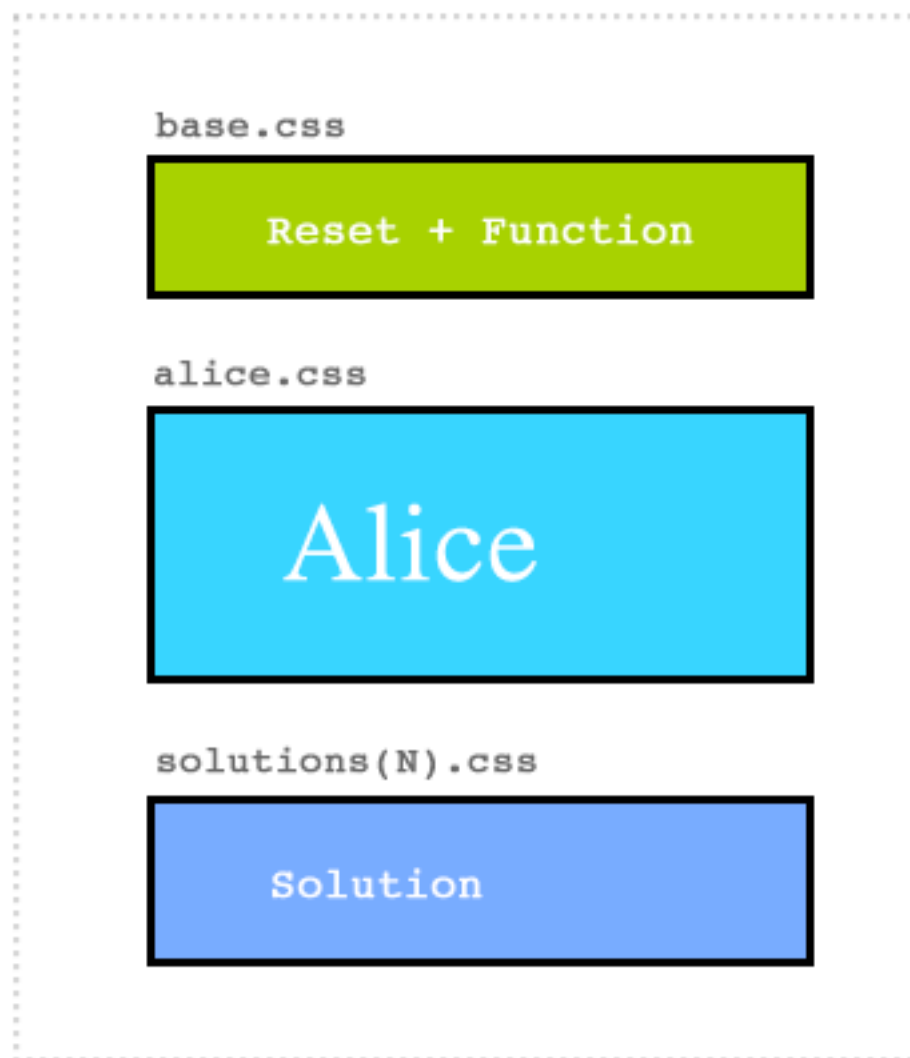 base.css
Reset + Function
alice.css
Alice
solutions(N).css
Solution